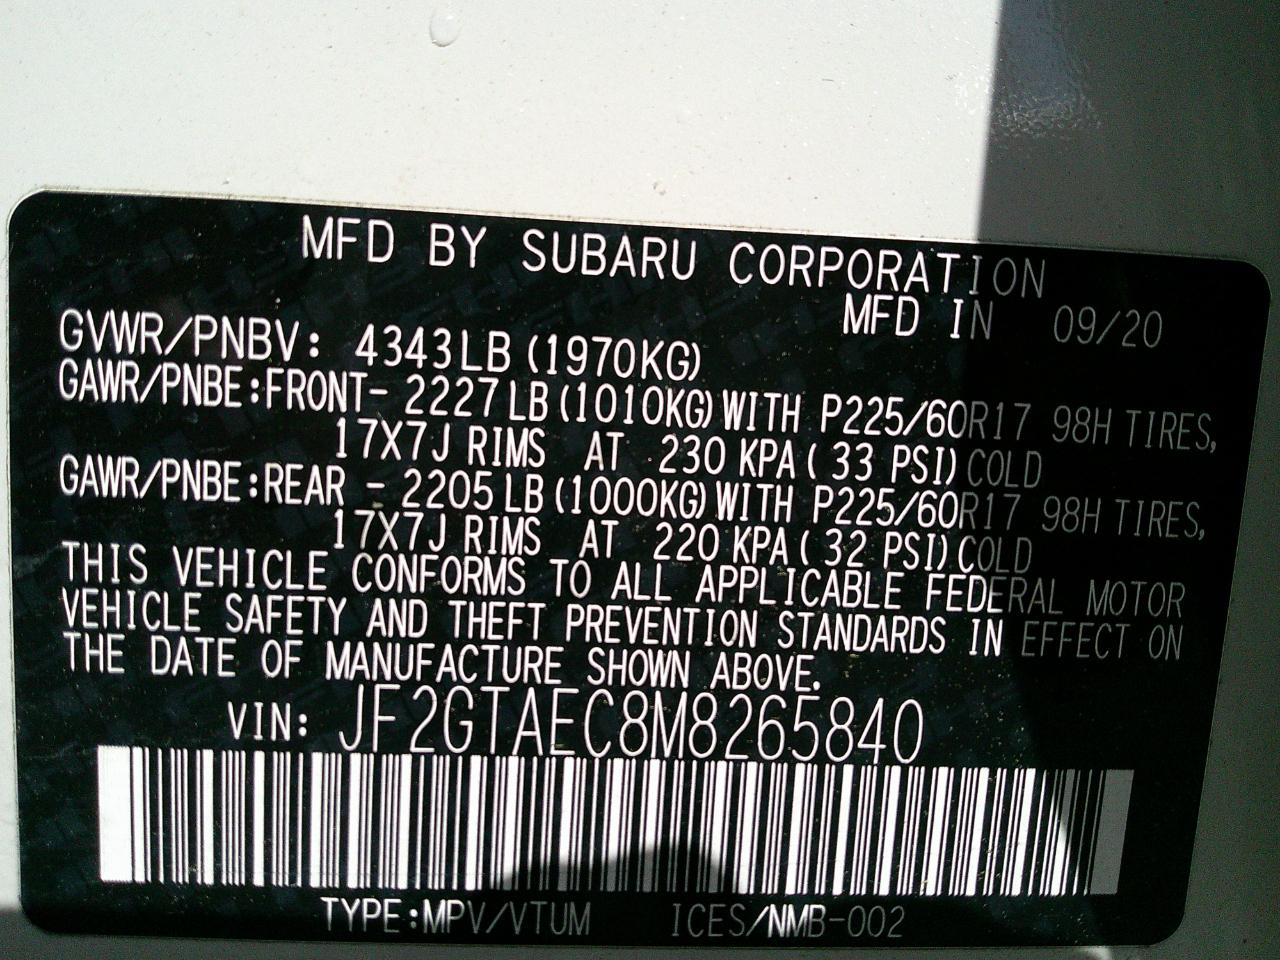 MFD BY SUBARU CORPORATION
MFD IN 09/20
GVWR/PNBV: 4343LB (1970KG)
GAWR/PNBE:FRONT- 2227LB(1010KG)WITH P225/60R17 98H TIRES,
17X7J RIMS AT 230 KPA( 33 PSI)COLD
GAWR/PNBE:REAR - 2205LB(1000KG)WITH P225/60R17 98H TIRES,
17X7J RIMS AT 220 KPA( 32 PSI)COLD
THIS VEHICLE CONFORMS TO ALL APPLICABLE FEDERAL MOTOR
VEHICLE SAFETY AND THEFT PREVENTION STANDARDS IN EFFECT ON
THE DATE OF MANUFACTURE SHOWN ABOVE.
VIN: JF2GTAEC8M8265840
TYPE:MPV/VTUM ICES/NMB-002